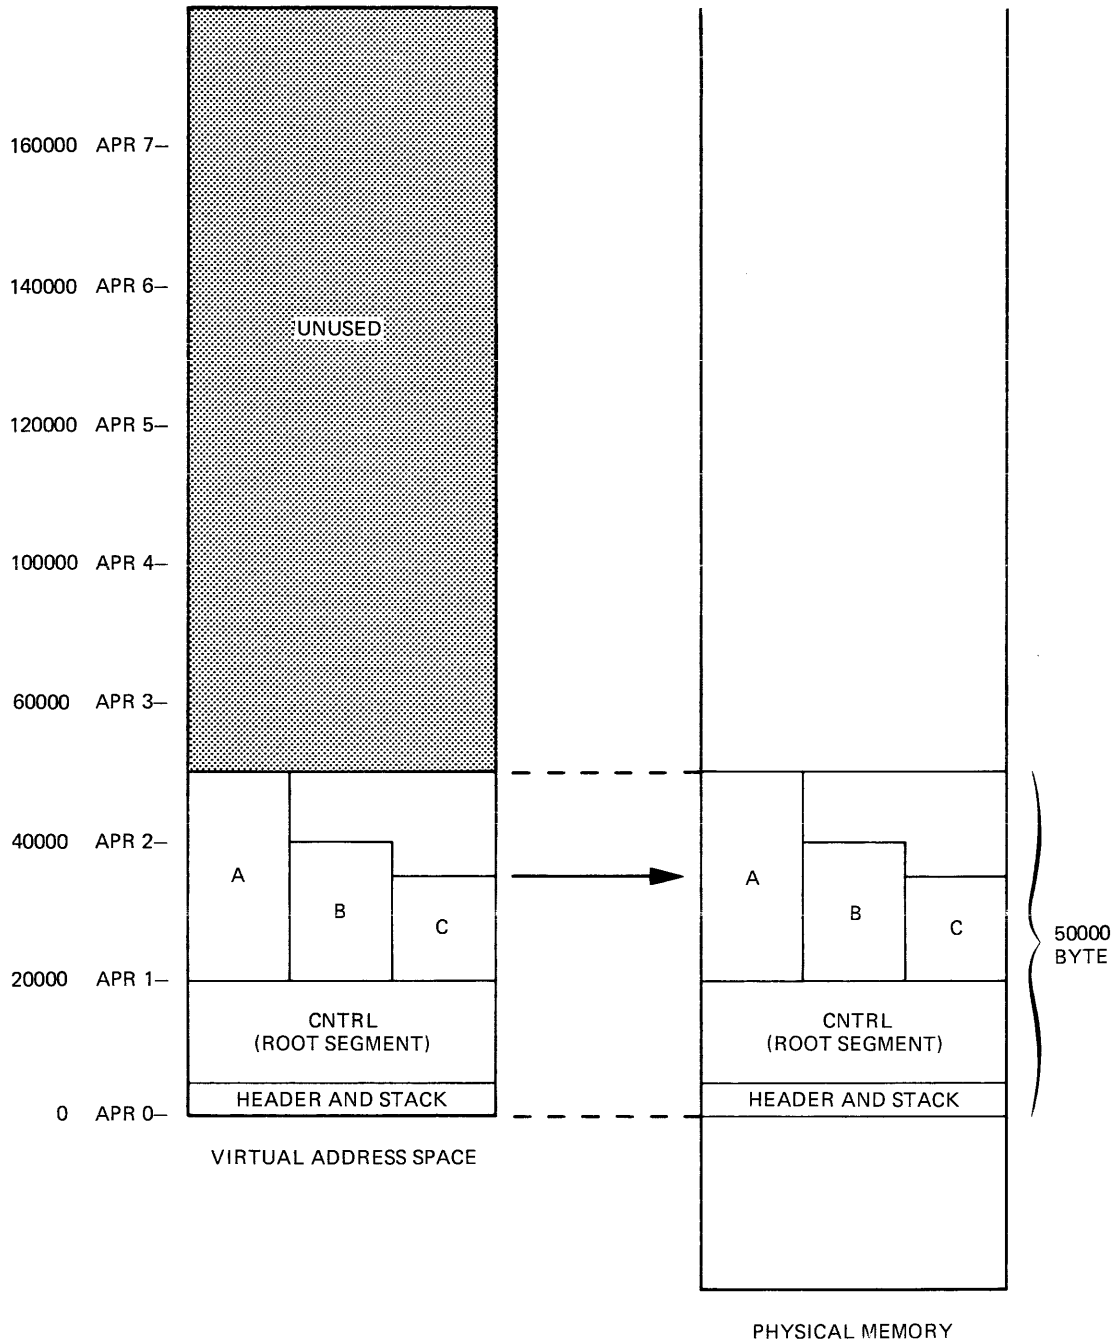 160000 APR 7–
140000 APR 6–
UNUSED
120000 APR 5–
100000 APR 4–
60000 APR 3–
40000 APR 2–
A
B
C
20000 APR 1–
CNTRL
(ROOT SEGMENT)
HEADER AND STACK
0 APR 0–
VIRTUAL ADDRESS SPACE
A
B
C
CNTRL
(ROOT SEGMENT)
HEADER AND STACK
50000
BYTE
PHYSICAL MEMORY